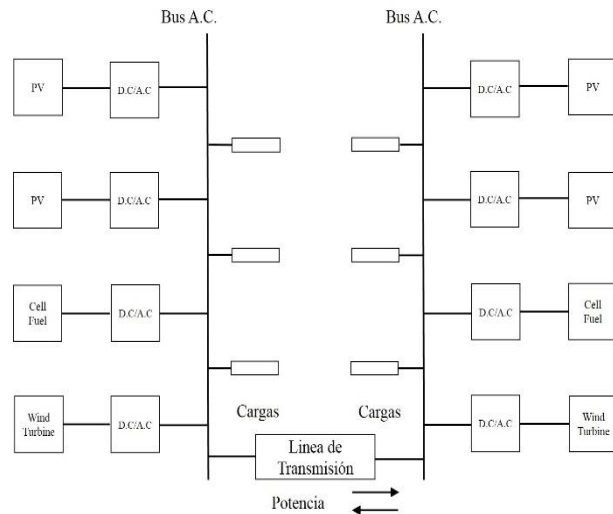 Bus A.C.
Bus A.C.
PV
D.C/A.C
D.C/A.C
PV
PV
D.C/A.C
D.C/A.C
PV
Cell
Fuel
D.C/A.C
D.C/A.C
Cell
Fuel
Wind
Turbine
D.C/A.C
Cargas
Cargas
D.C/A.C
Wind
Turbine
Linea de
Transmisión
Potencia